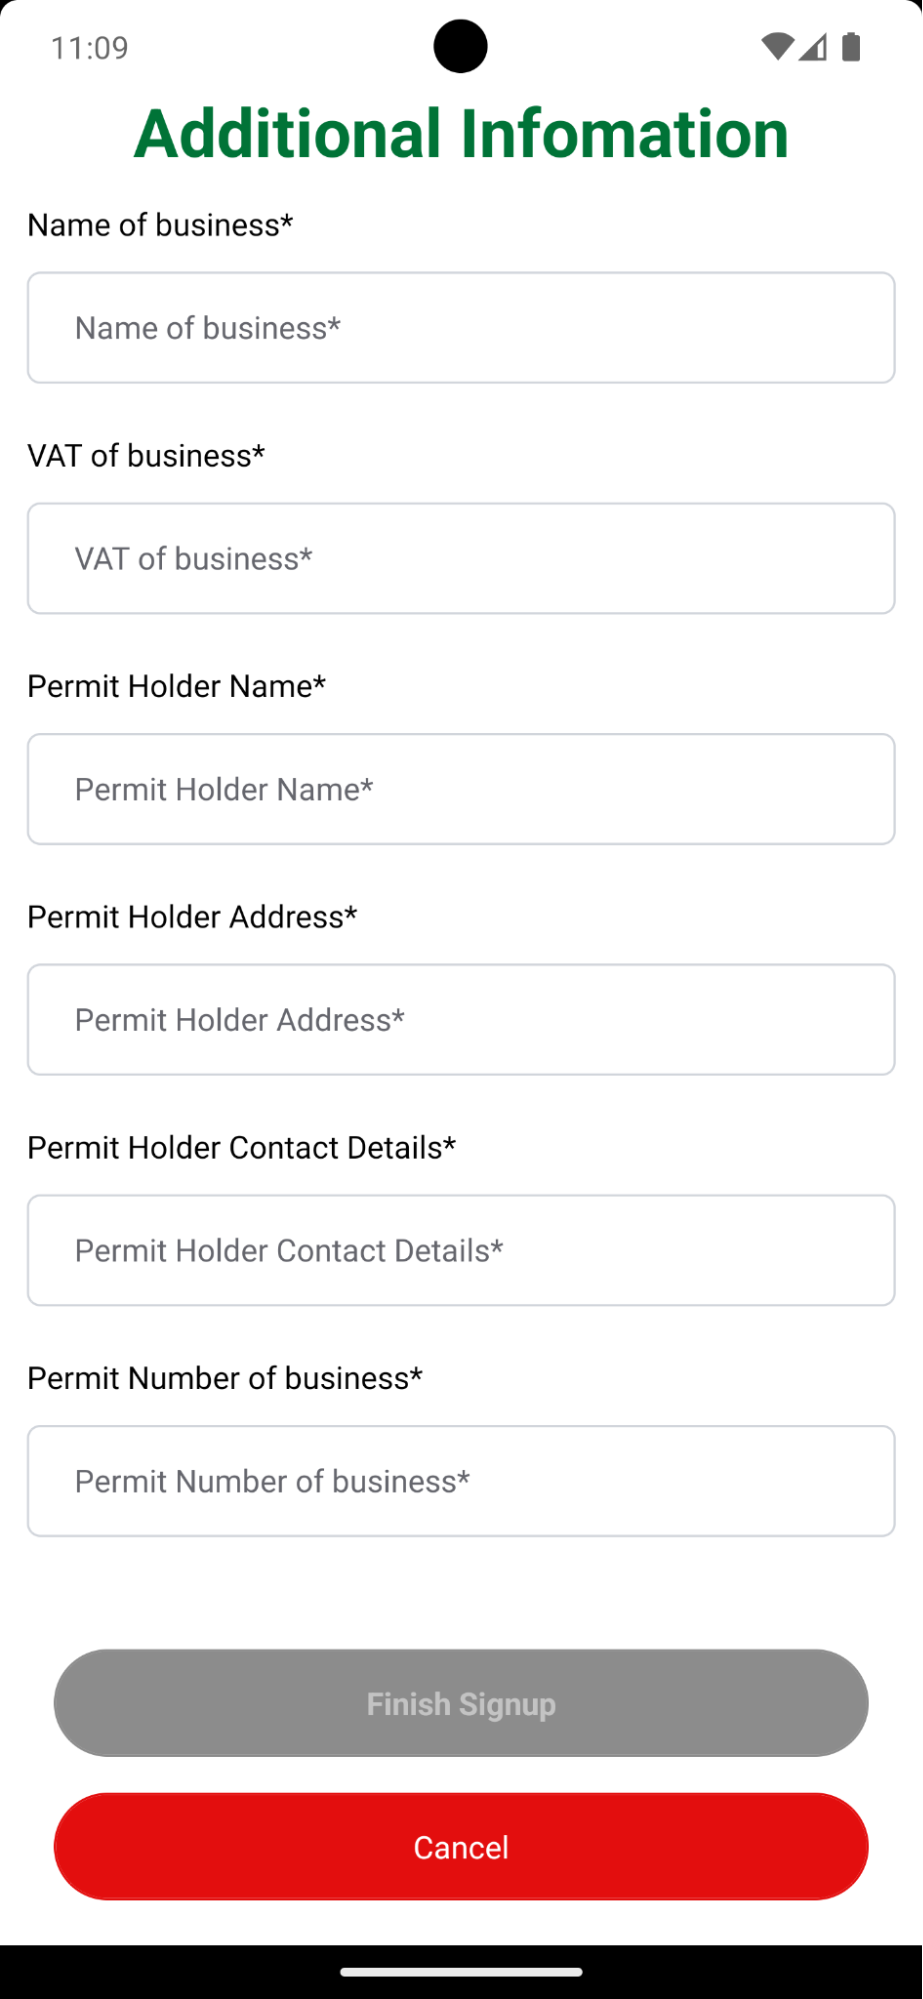 11:09
Additional Infomation
Name of business*
Name of business*
VAT of business*
VAT of business*
Permit Holder Name*
Permit Holder Name*
Permit Holder Address*
Permit Holder Address*
Permit Holder Contact Details*
Permit Holder Contact Details*
Permit Number of business*
Permit Number of business*
Finish Signup
Cancel